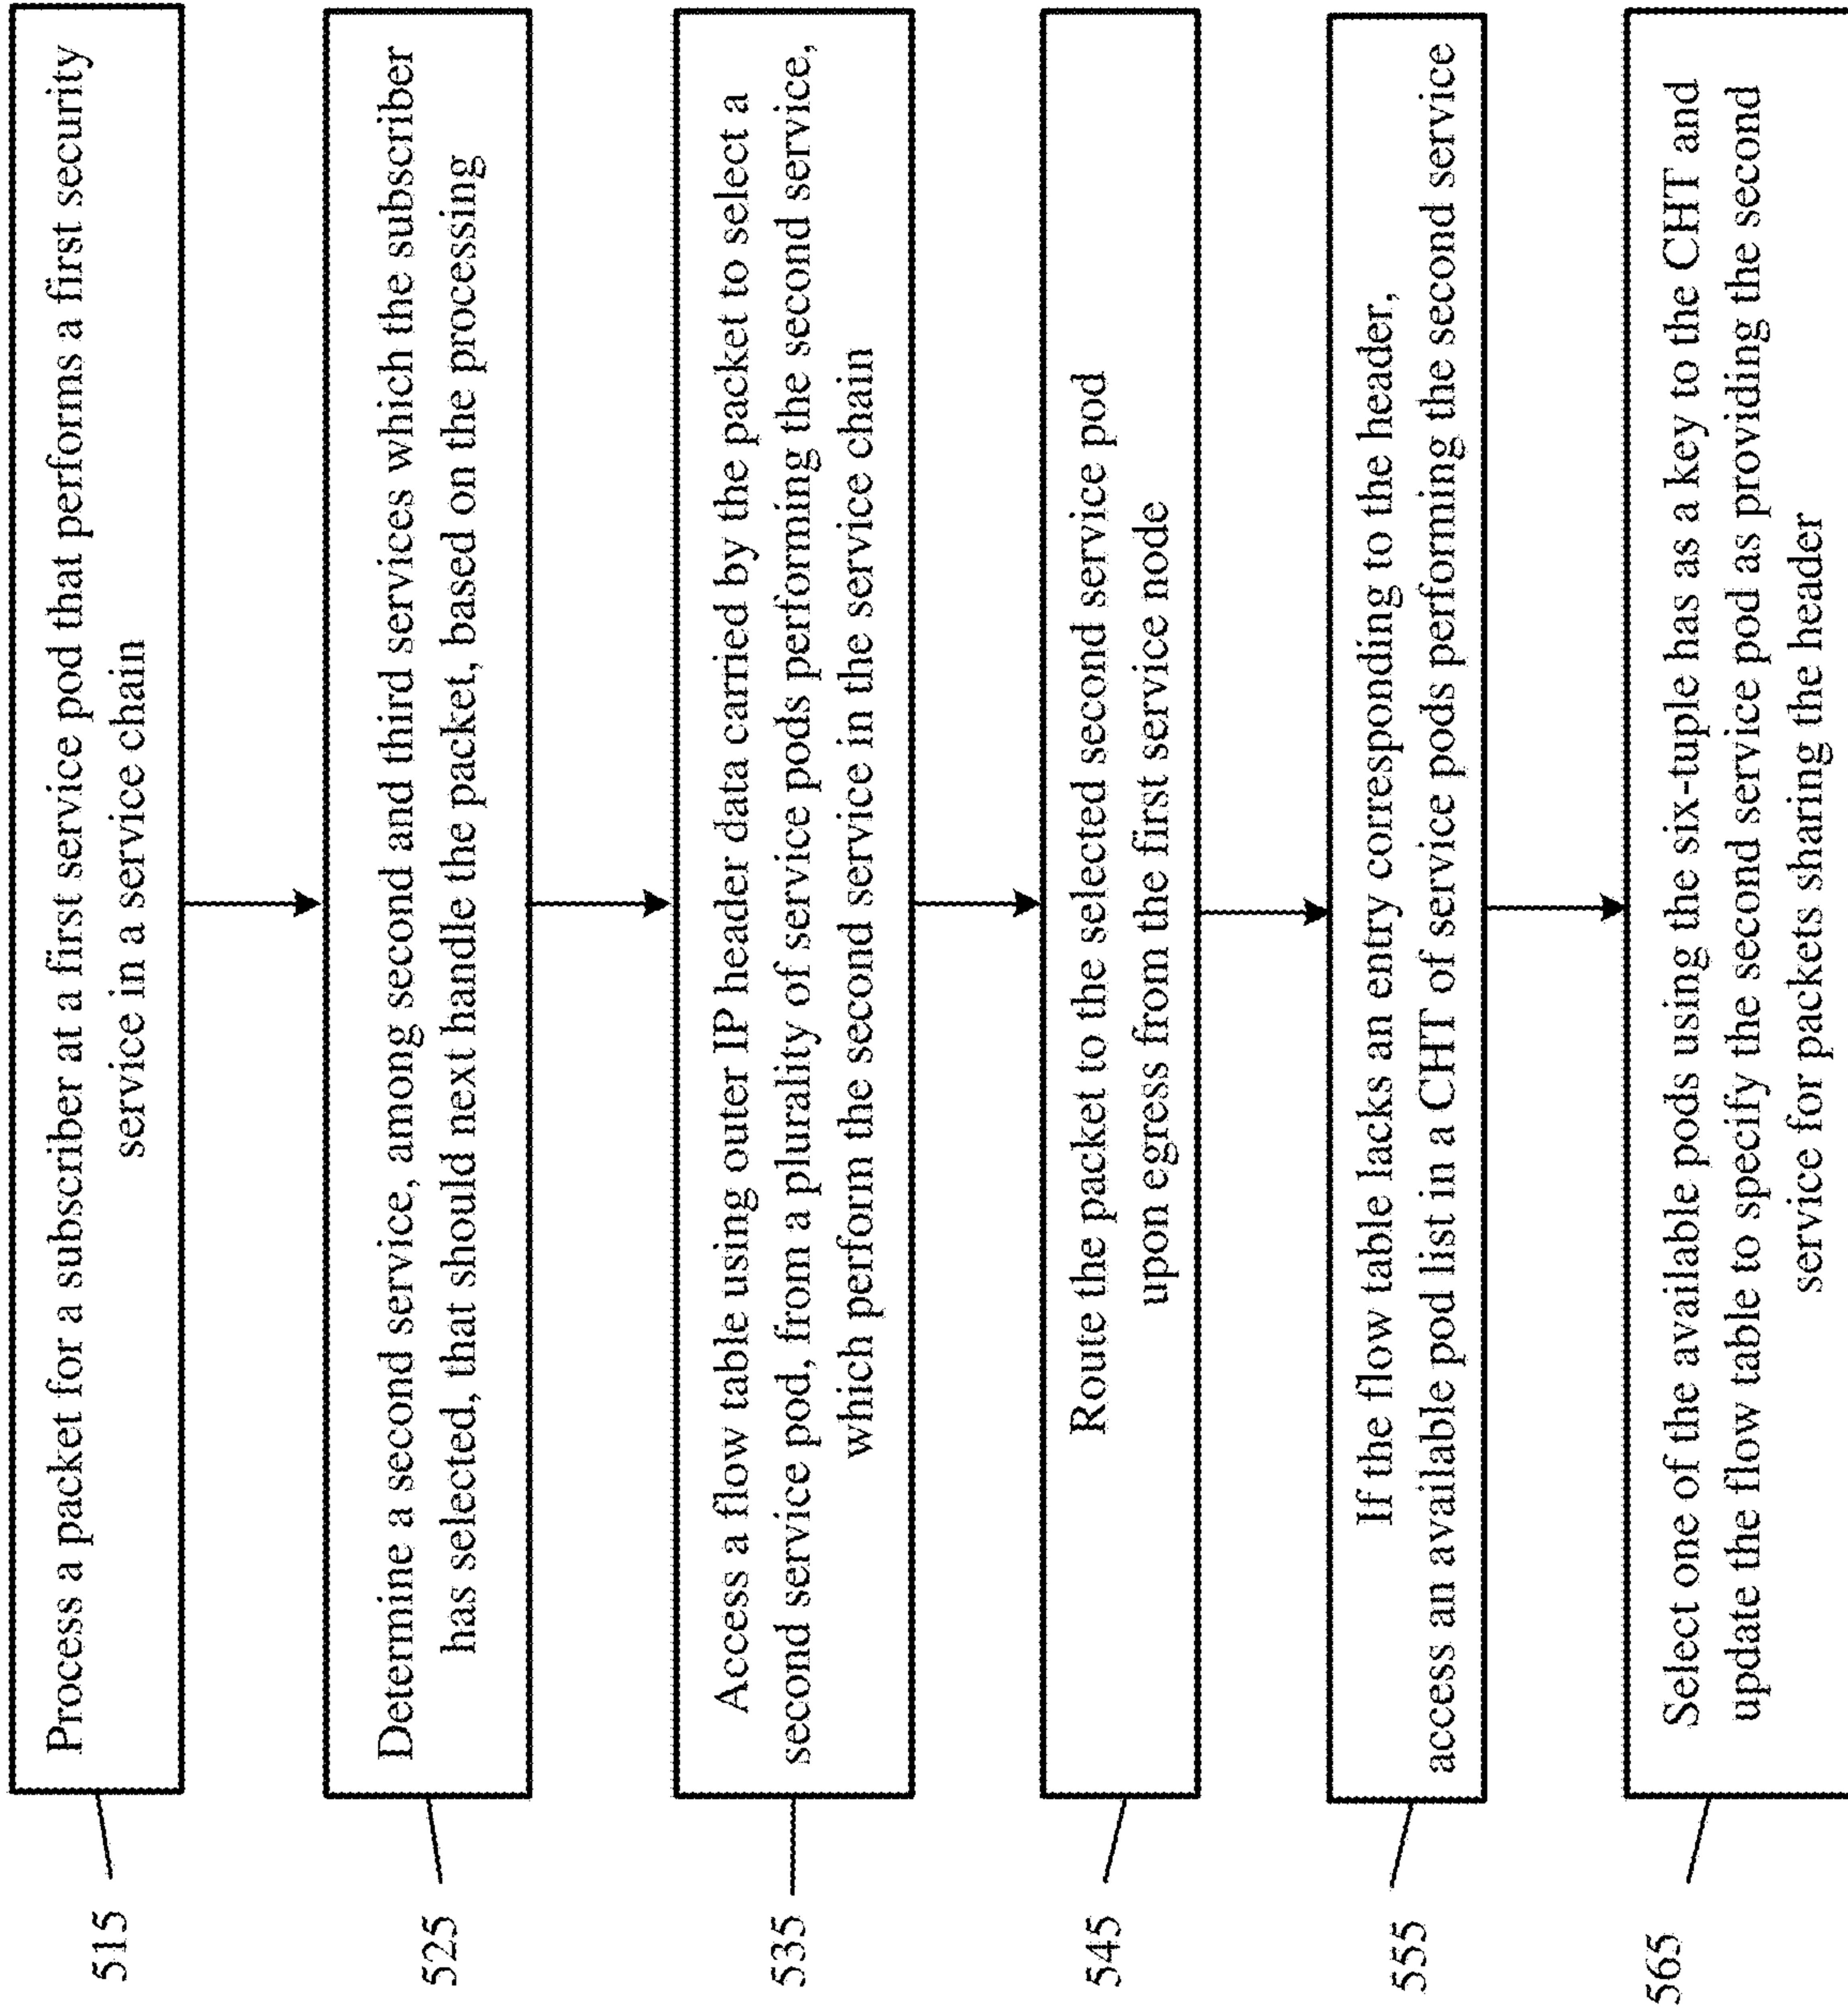 515
Process a packet for a subscriber at a first service pod that performs a first security
service in a service chain
525
Determine a second service, among second and third services which the subscriber
has selected, that should next handle the packet, based on the processing
535
Access a flow table using outer IP header data carried by the packet to select a
second service pod, from a plurality of service pods performing the second service,
which perform the second service in the service chain
545
Route the packet to the selected second service pod
upon egress from the first service node
555
If the flow table lacks an entry corresponding to the header,
access an available pod list in a CHT of service pods performing the second service
565
Select one of the available pods using the six-tuple has as a key to the CHT and
update the flow table to specify the second service pod as providing the second
service for packets sharing the header